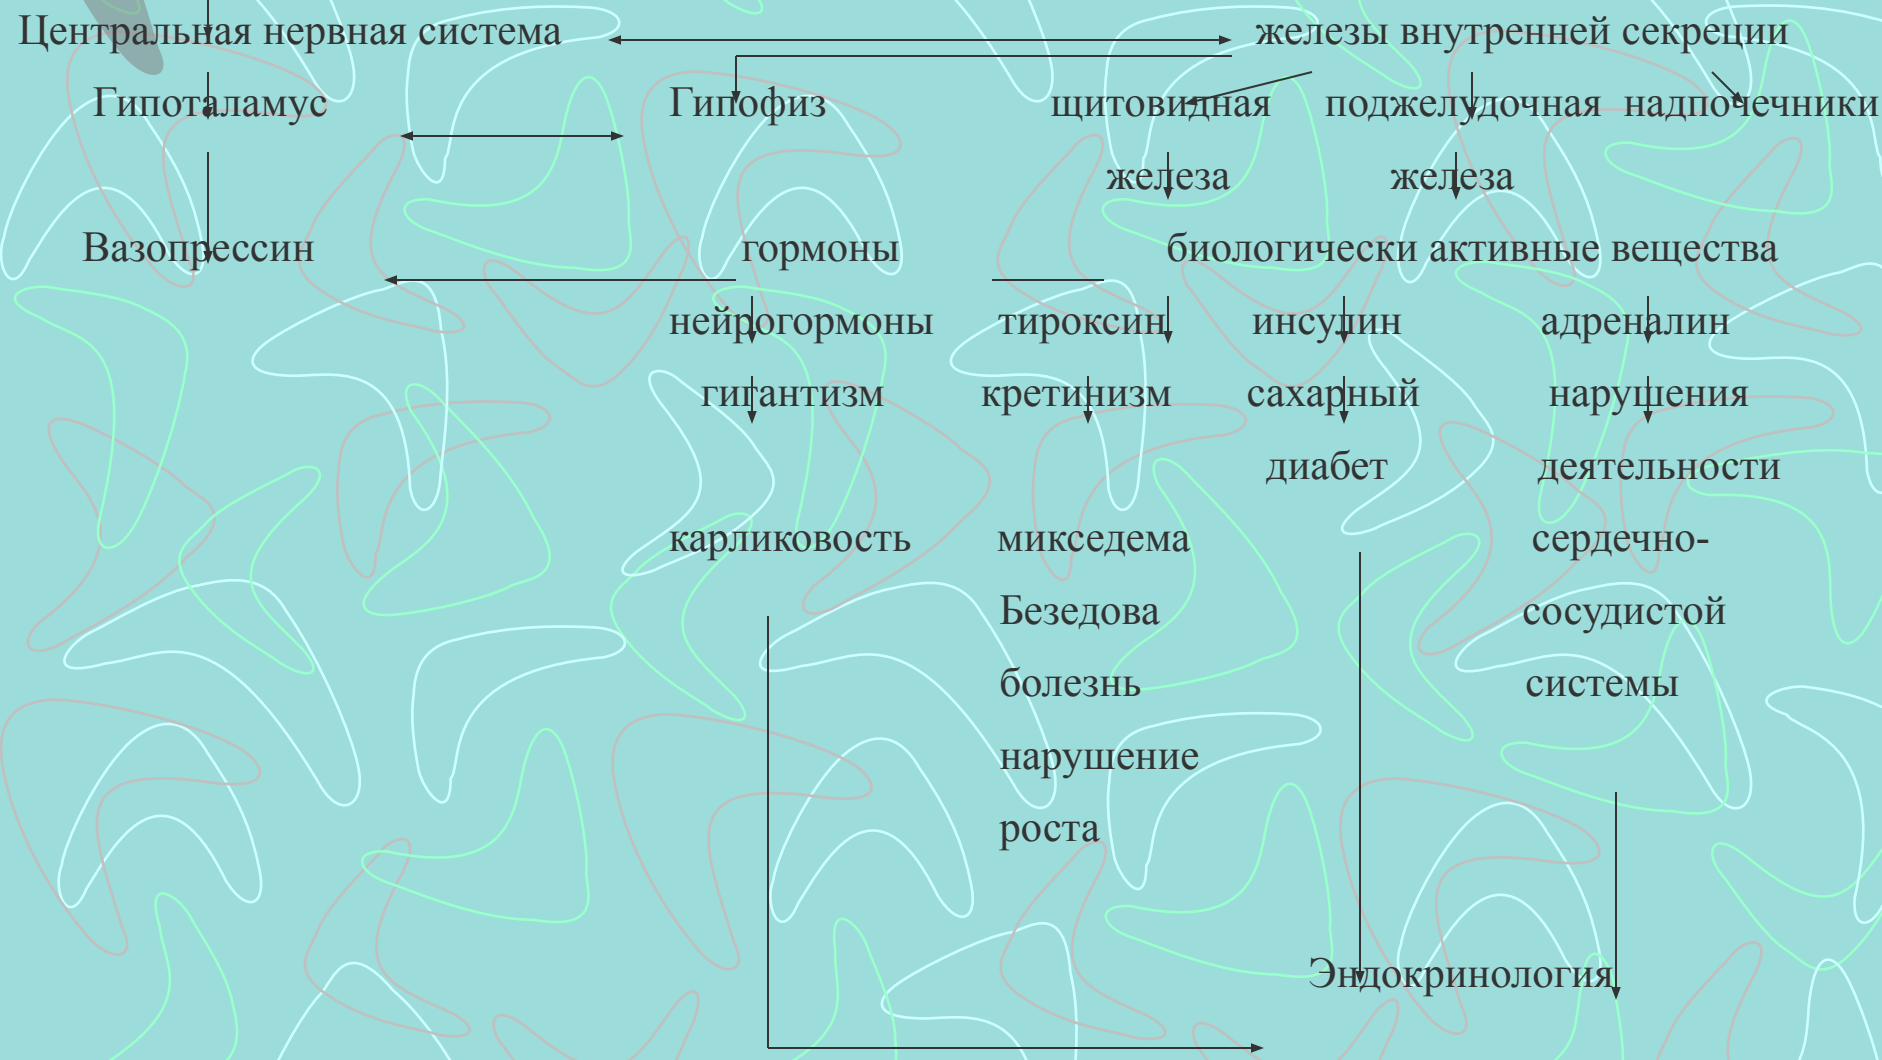 Центральная нервная система железы внутренней секреции
Гипоталамус Гипофиз щитовидная поджелудочная надпочечники
железа железа
Вазопрессин гормоны биологически активные вещества
нейрогормоны тироксин инсулин адреналин
гигантизм кретинизм сахарный нарушения
диабет деятельности
карликовость микседема сердечно-
Безедова сосудистой
болезнь системы
нарушение
роста
Эндокринология